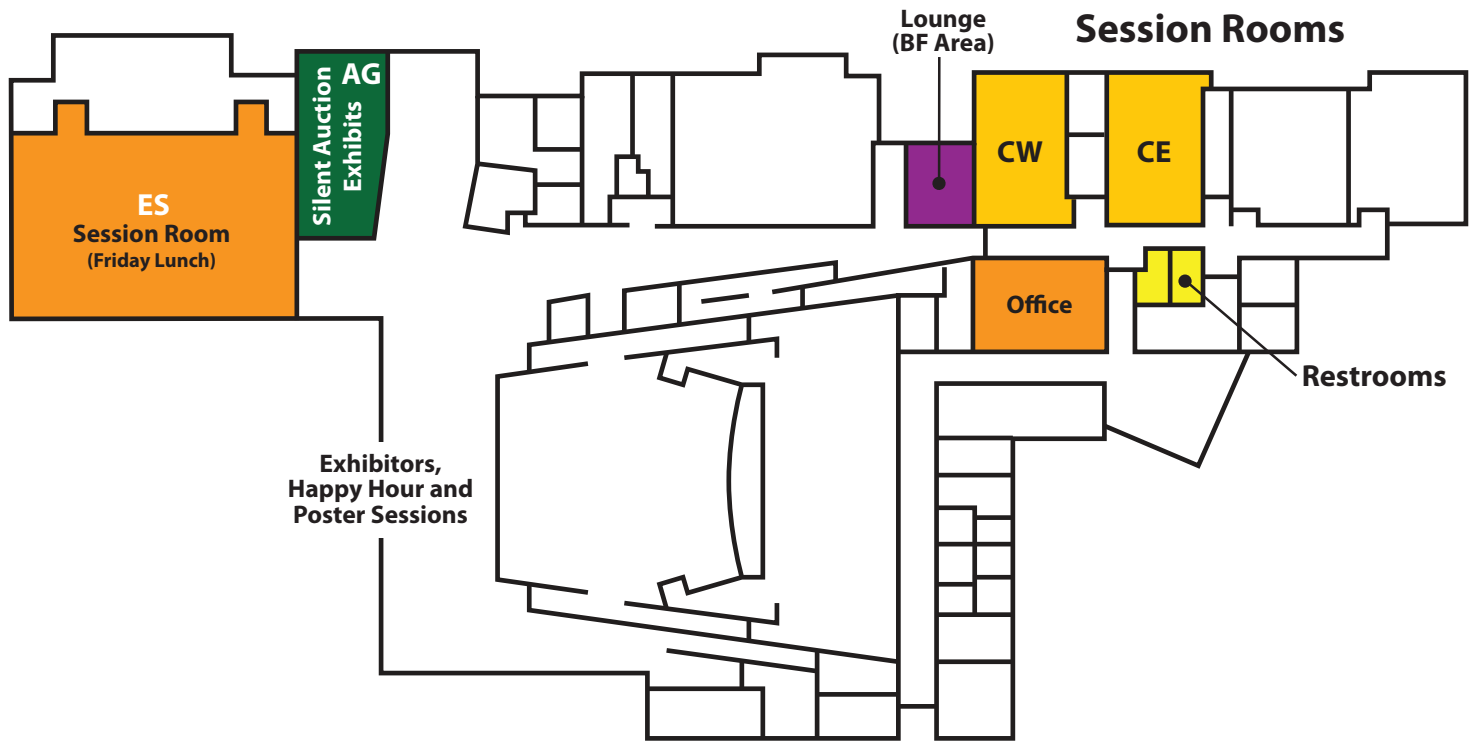 Session Rooms
Lounge
(BF Area)
AG
Silent Auction
Exhibits
CW
CE
ES
Session Room
(Friday Lunch)
Office
Restrooms
Exhibitors,
Happy Hour and
Poster Sessions